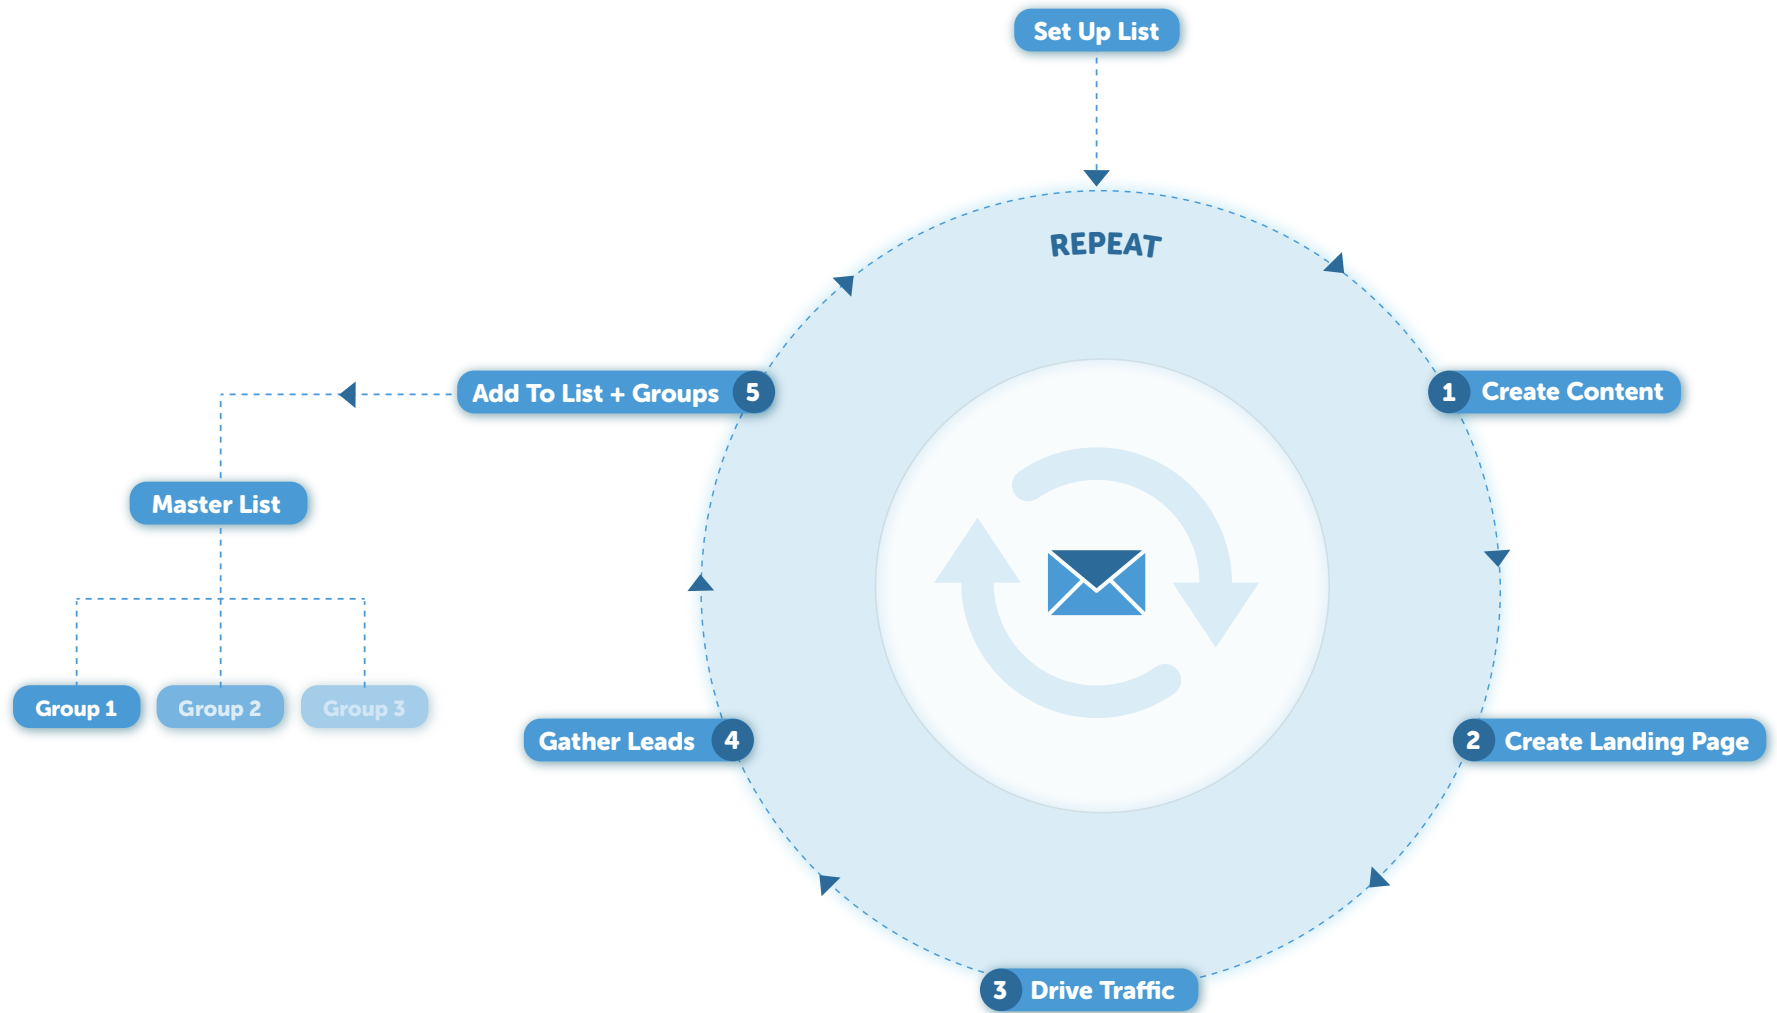 Set Up List
REPEAT
1 Create Content
2 Create Landing Page
3 Drive Traffic
4 Gather Leads
5 Add To List + Groups
Master List
Group 1
Group 2
Group 3